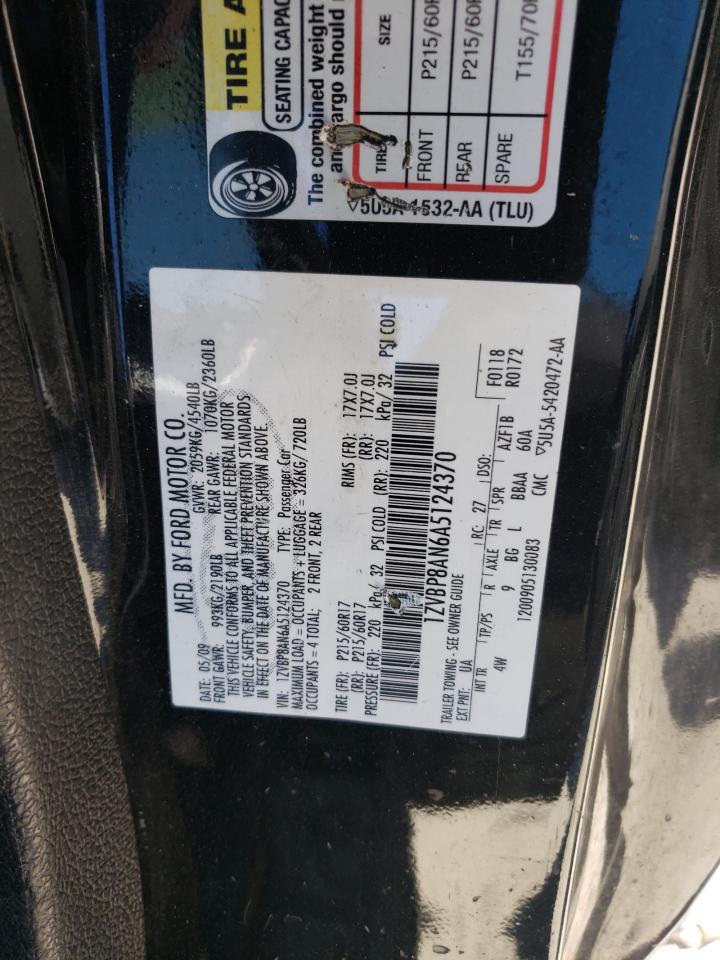 TIRE A
SEATING CAPAC
The combined weight
argo should
TIRE SIZE
FRONT P215/60R
REAR P215/60R
SPARE T155/70
5U5A-1532-AA (TLU)
MFD. BY FORD MOTOR CO.
DATE: 05/09 GVWR: 2059KG/4540LB
FRONT GAWR: 993KG/2190LB REAR GAWR: 1070KG/2360LB
THIS VEHICLE CONFORMS TO ALL APPLICABLE FEDERAL MOTOR
VEHICLE SAFETY, BUMPER, AND THEFT PREVENTION STANDARDS
IN EFFECT ON THE DATE OF MANUFACTURE SHOWN ABOVE.
VIN: 1ZVBP8AN6A5124370 TYPE: Passenger Car
MAXIMUM LOAD = OCCUPANTS + LUGGAGE = 326KG/ 720LB
OCCUPANTS = 4 TOTAL; 2 FRONT, 2 REAR
TIRE (FR): P215/60R17 RIMS (FR): 17X7.0J
(RR): P215/60R17 (RR): 17X7.0J
PRESSURE (FR): 220 kPa/ 32 PSI COLD (RR): 220 kPa/ 32 PSI COLD
1ZVBP8AN6A5124370
TRAILER TOWING - SEE OWNER GUIDE
EXT PNT: UA RC: 27 DSO: F0118
R0172
INT TR TP/PS R AXLE TR SPR AZF1B
4W 9 BG L BBAA 60A
1200905130083 CMC 5U5A-5420472-AA